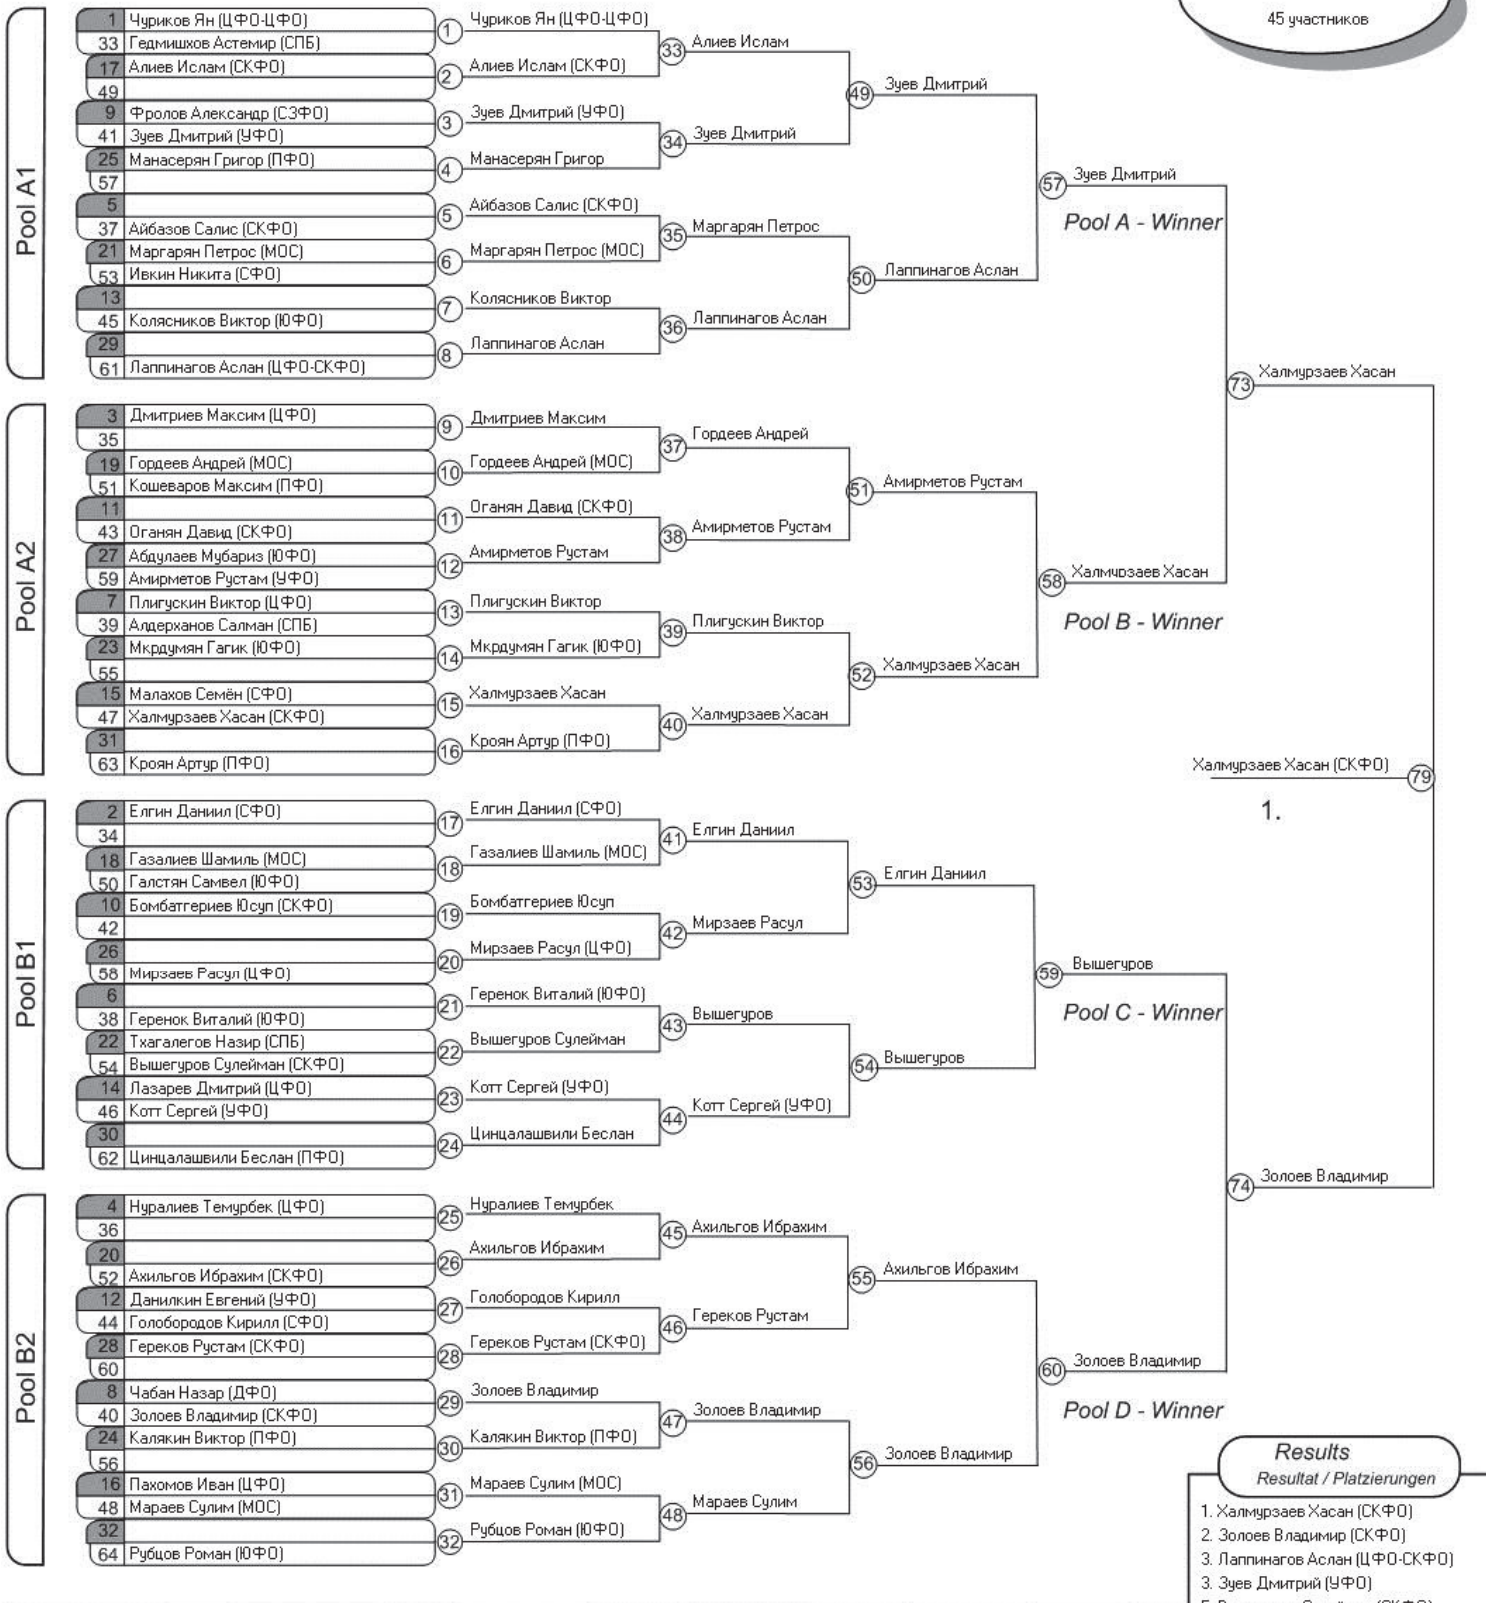 45 участников
Pool A1
1 Чуриков Ян (ЦФО-ЦФО)
33 Гедмишхов Астемир (СПБ)
17 Алиев Ислам (СКФО)
49
9 Фролов Александр (СЗФО)
41 Зуев Дмитрий (УФО)
25 Манасерян Григор (ПФО)
57
5
37 Айбазов Салис (СКФО)
21 Маргарян Петрос (МОС)
53 Ивкин Никита (СФО)
13
45 Колясников Виктор (ЮФО)
29
61 Лаппинагов Аслан (ЦФО-СКФО)
1 Чуриков Ян (ЦФО-ЦФО)
2 Алиев Ислам (СКФО)
3 Зуев Дмитрий (УФО)
4 Манасерян Григор
5 Айбазов Салис (СКФО)
6 Маргарян Петрос (МОС)
7 Колясников Виктор
8 Лаппинагов Аслан
33 Алиев Ислам
34 Зуев Дмитрий
35 Маргарян Петрос
36 Лаппинагов Аслан
49 Зуев Дмитрий
50 Лаппинагов Аслан
57 Зуев Дмитрий
Pool A - Winner
Pool A2
3 Дмитриев Максим (ЦФО)
35
19 Гордеев Андрей (МОС)
51 Кошеваров Максим (ПФО)
11
43 Оганян Давид (СКФО)
27 Абдулаев Мубариз (ЮФО)
59 Амирметов Рустам (УФО)
7 Плигускин Виктор (ЦФО)
39 Алдерханов Салман (СПБ)
23 Мкрдумян Гагик (ЮФО)
55
15 Малахов Семён (СФО)
47 Халмурзаев Хасан (СКФО)
31
63 Кроян Артур (ПФО)
9 Дмитриев Максим
10 Гордеев Андрей (МОС)
11 Оганян Давид (СКФО)
12 Амирметов Рустам
13 Плигускин Виктор
14 Мкрдумян Гагик (ЮФО)
15 Халмурзаев Хасан
16 Кроян Артур (ПФО)
37 Гордеев Андрей
38 Амирметов Рустам
39 Плигускин Виктор
40 Халмурзаев Хасан
51 Амирметов Рустам
52 Халмурзаев Хасан
58 Халмурзаев Хасан
Pool B - Winner
73 Халмурзаев Хасан
Халмурзаев Хасан (СКФО) 79
1.
Pool B1
2 Елгин Даниил (СФО)
34
18 Газалиев Шамиль (МОС)
50 Галстян Самвел (ЮФО)
10 Бомбатгериев Юсуп (СКФО)
42
26
58 Мирзаев Расул (ЦФО)
6
38 Геренок Виталий (ЮФО)
22 Тхагалегов Назир (СПБ)
54 Вышегуров Сулейман (СКФО)
14 Лазарев Дмитрий (ЦФО)
46 Котт Сергей (УФО)
30
62 Цинцалашвили Беслан (ПФО)
17 Елгин Даниил (СФО)
18 Газалиев Шамиль (МОС)
19 Бомбатгериев Юсуп
20 Мирзаев Расул (ЦФО)
21 Геренок Виталий (ЮФО)
22 Вышегуров Сулейман
23 Котт Сергей (УФО)
24 Цинцалашвили Беслан
41 Елгин Даниил
42 Мирзаев Расул
43 Вышегуров
44 Котт Сергей (УФО)
53 Елгин Даниил
54 Вышегуров
59 Вышегуров
Pool C - Winner
Pool B2
4 Нуралиев Темурбек (ЦФО)
36
20
52 Ахильгов Ибрахим (СКФО)
12 Данилкин Евгений (УФО)
44 Голобородов Кирилл (СФО)
28 Гереков Рустам (СКФО)
60
8 Чабан Назар (ДФО)
40 Золоев Владимир (СКФО)
24 Калякин Виктор (ПФО)
56
16 Пахомов Иван (ЦФО)
48 Мараев Сулим (МОС)
32
64 Рубцов Роман (ЮФО)
25 Нуралиев Темурбек
26 Ахильгов Ибрахим
27 Голобородов Кирилл
28 Гереков Рустам (СКФО)
29 Золоев Владимир
30 Калякин Виктор (ПФО)
31 Мараев Сулим (МОС)
32 Рубцов Роман (ЮФО)
45 Ахильгов Ибрахим
46 Гереков Рустам
47 Золоев Владимир
48 Мараев Сулим
55 Ахильгов Ибрахим
56 Золоев Владимир
60 Золоев Владимир
Pool D - Winner
74 Золоев Владимир
Results
Resultat / Platzierungen
1. Халмурзаев Хасан (СКФО)
2. Золоев Владимир (СКФО)
3. Лаппинагов Аслан (ЦФО-СКФО)
3. Зуев Дмитрий (УФО)